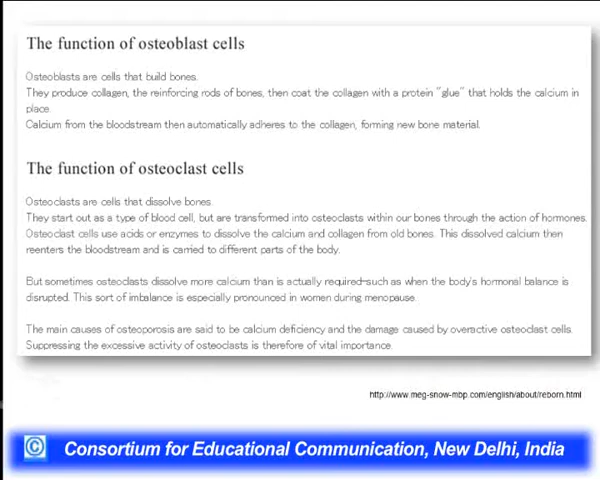 The function of osteoblast cells
Osteoblasts are cells that build bones.
They produce collagen, the reinforcing rods of bones, then coat the collagen with a protein "glue" that holds the calcium in
place.
Calcium from the bloodstream then automatically adheres to the collagen, forming new bone material.
The function of osteoclast cells
Osteoclasts are cells that dissolve bones.
They start out as a type of blood cell, but are transformed into osteoclasts within our bones through the action of hormones.
Osteoclast cells use acids or enzymes to dissolve the calcium and collagen from old bones. This dissolved calcium then
reenters the bloodstream and is carried to different parts of the body.
But sometimes osteoclasts dissolve more calcium than is actually required-such as when the body's hormonal balance is
disrupted. This sort of imbalance is especially pronounced in women during menopause.
The main causes of osteoporosis are said to be calcium deficiency and the damage caused by overactive osteoclast cells.
Suppressing the excessive activity of osteoclasts is therefore of vital importance.
http://www.meg-snow-mbp.com/english/about/reborn.html
© Consortium for Educational Communication, New Delhi, India